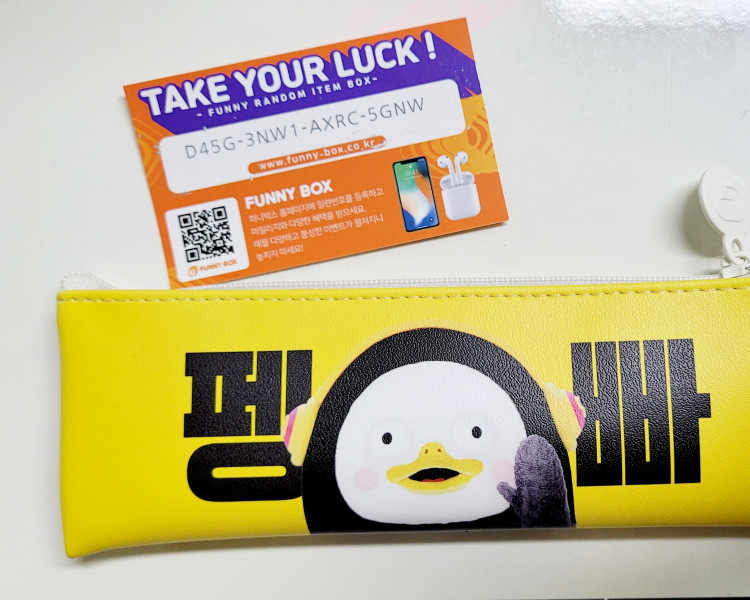 TAKE YOUR LUCK!
- FUNNY RANDOM ITEM BOX -
D45G-3NW1-AXRC-5GNW
www.funny-box.co.kr
FUNNY BOX
퍼니박스 홈페이지에 일련번호를 등록하고
마일리지와 다양한 혜택을 받으세요.
매월 다양하고 풍성한 이벤트가 펼쳐지니
놓치지 마세요!
FUNNY BOX
펭 빠